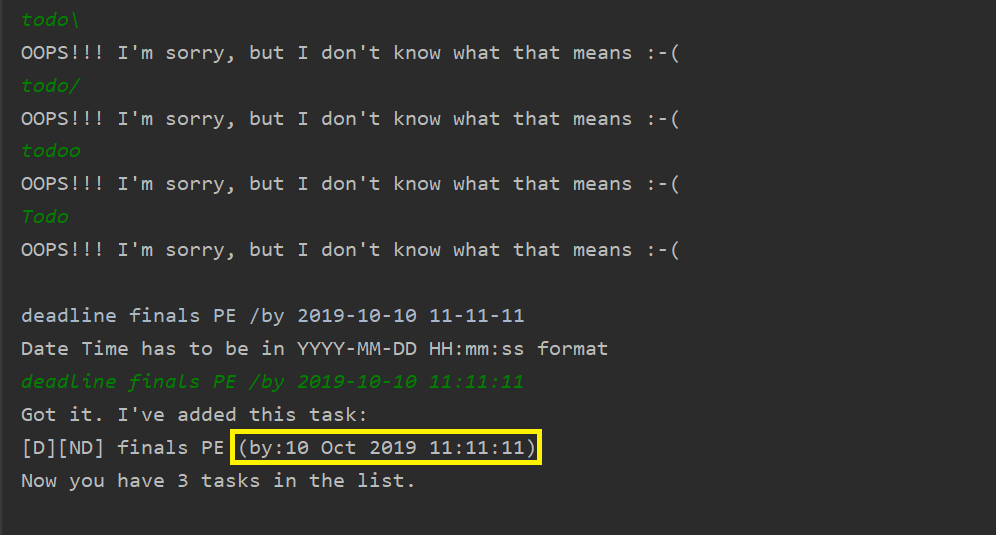 todo\
OOPS!!! I'm sorry, but I don't know what that means :-(
todo/
OOPS!!! I'm sorry, but I don't know what that means :-(
todoo
OOPS!!! I'm sorry, but I don't know what that means :-(
Todo
OOPS!!! I'm sorry, but I don't know what that means :-(
deadline finals PE /by 2019-10-10 11-11-11
Date Time has to be in YYYY-MM-DD HH:mm:ss format
deadline finals PE /by 2019-10-10 11:11:11
Got it. I've added this task:
[D][ND] finals PE (by:10 Oct 2019 11:11:11)
Now you have 3 tasks in the list.